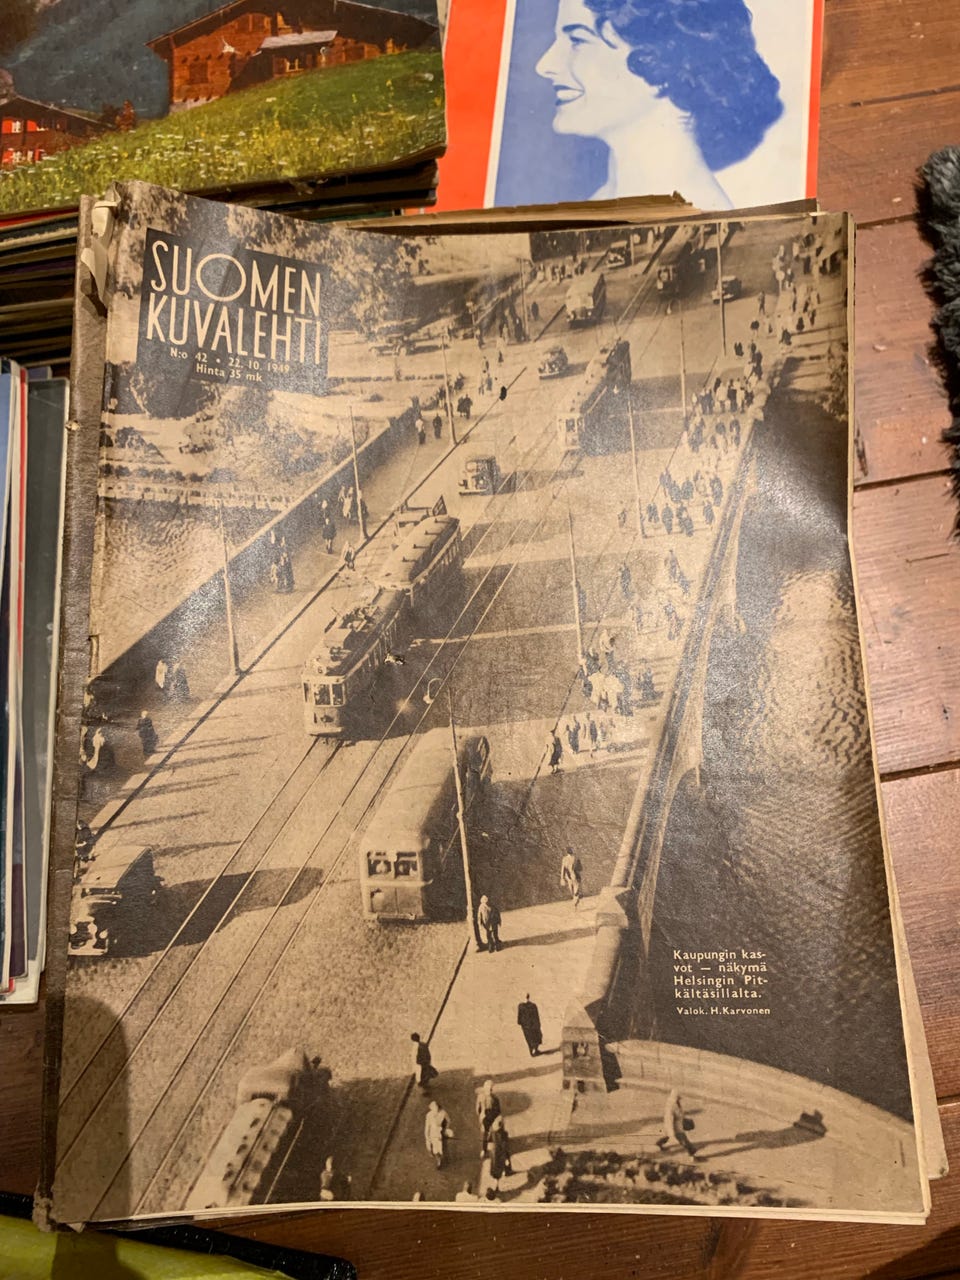 SUOMEN
KUVALEHTI
N:o 42 • 22. 10. 1949
Hinta 35 mk
Kaupungin kas-
vot — näkymä
Helsingin Pit-
kältäsillalta.
Valok. H.Karvonen